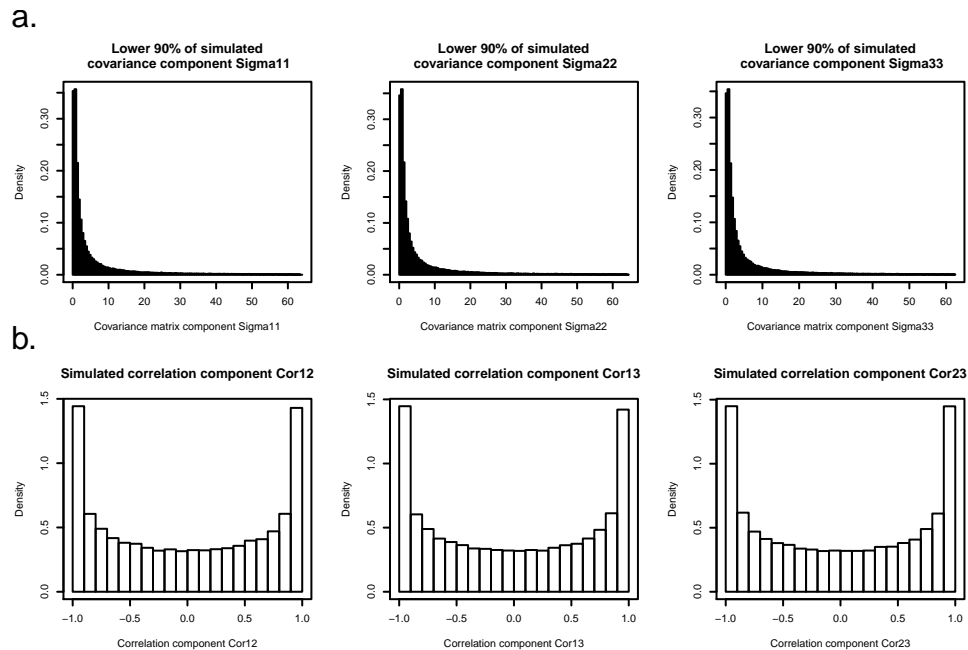 a.
Lower 90% of simulated
covariance component Sigma11
Lower 90% of simulated
covariance component Sigma22
Lower 90% of simulated
covariance component Sigma33
Density
0.00 0.10 0.20 0.30
0 10 20 30 40 50 60
Covariance matrix component Sigma11
Density
0.00 0.10 0.20 0.30
0 10 20 30 40 50 60
Covariance matrix component Sigma22
Density
0.00 0.10 0.20 0.30
0 10 20 30 40 50 60
Covariance matrix component Sigma33
b.
Simulated correlation component Cor12
Simulated correlation component Cor13
Simulated correlation component Cor23
Density
0.0 0.5 1.0 1.5
−1.0 −0.5 0.0 0.5 1.0
Correlation component Cor12
Density
0.0 0.5 1.0 1.5
−1.0 −0.5 0.0 0.5 1.0
Correlation component Cor13
Density
0.0 0.5 1.0 1.5
−1.0 −0.5 0.0 0.5 1.0
Correlation component Cor23